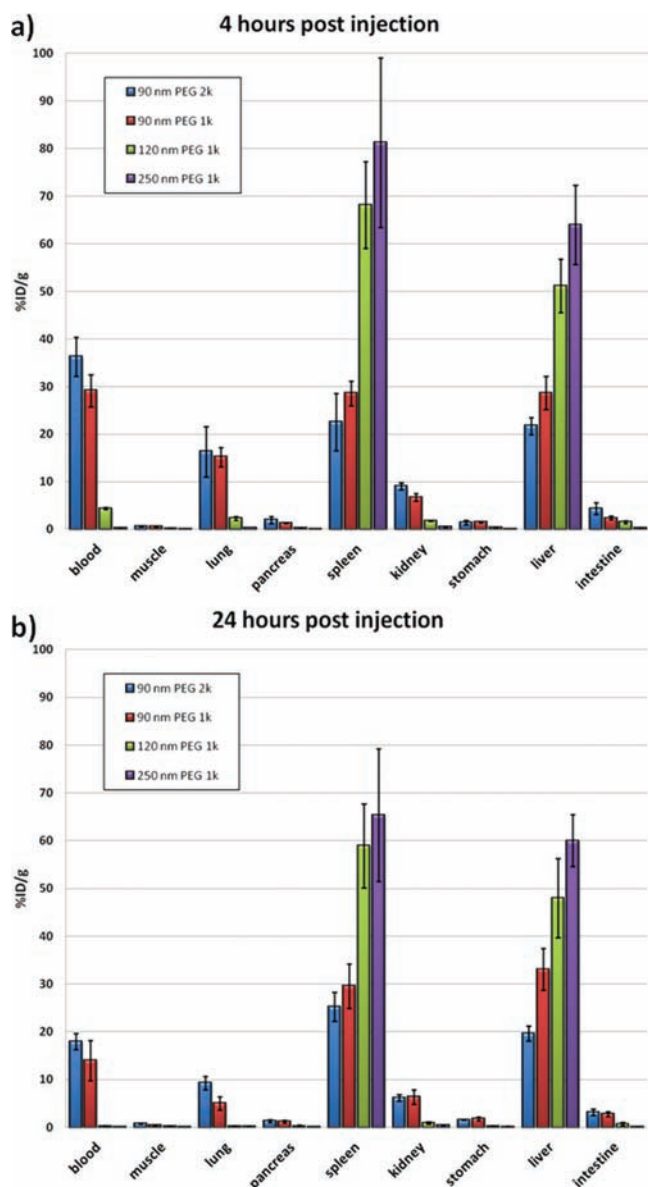 a)
4 hours post injection
100
90
80
70
60
50
40
30
20
10
0
%ID/g
90 nm PEG 2k
90 nm PEG 1k
120 nm PEG 1k
250 nm PEG 1k
blood
muscle
lung
pancreas
spleen
kidney
stomach
liver
intestine
b)
24 hours post injection
100
90
80
70
60
50
40
30
20
10
0
%ID/g
90 nm PEG 2k
90 nm PEG 1k
120 nm PEG 1k
250 nm PEG 1k
blood
muscle
lung
pancreas
spleen
kidney
stomach
liver
intestine